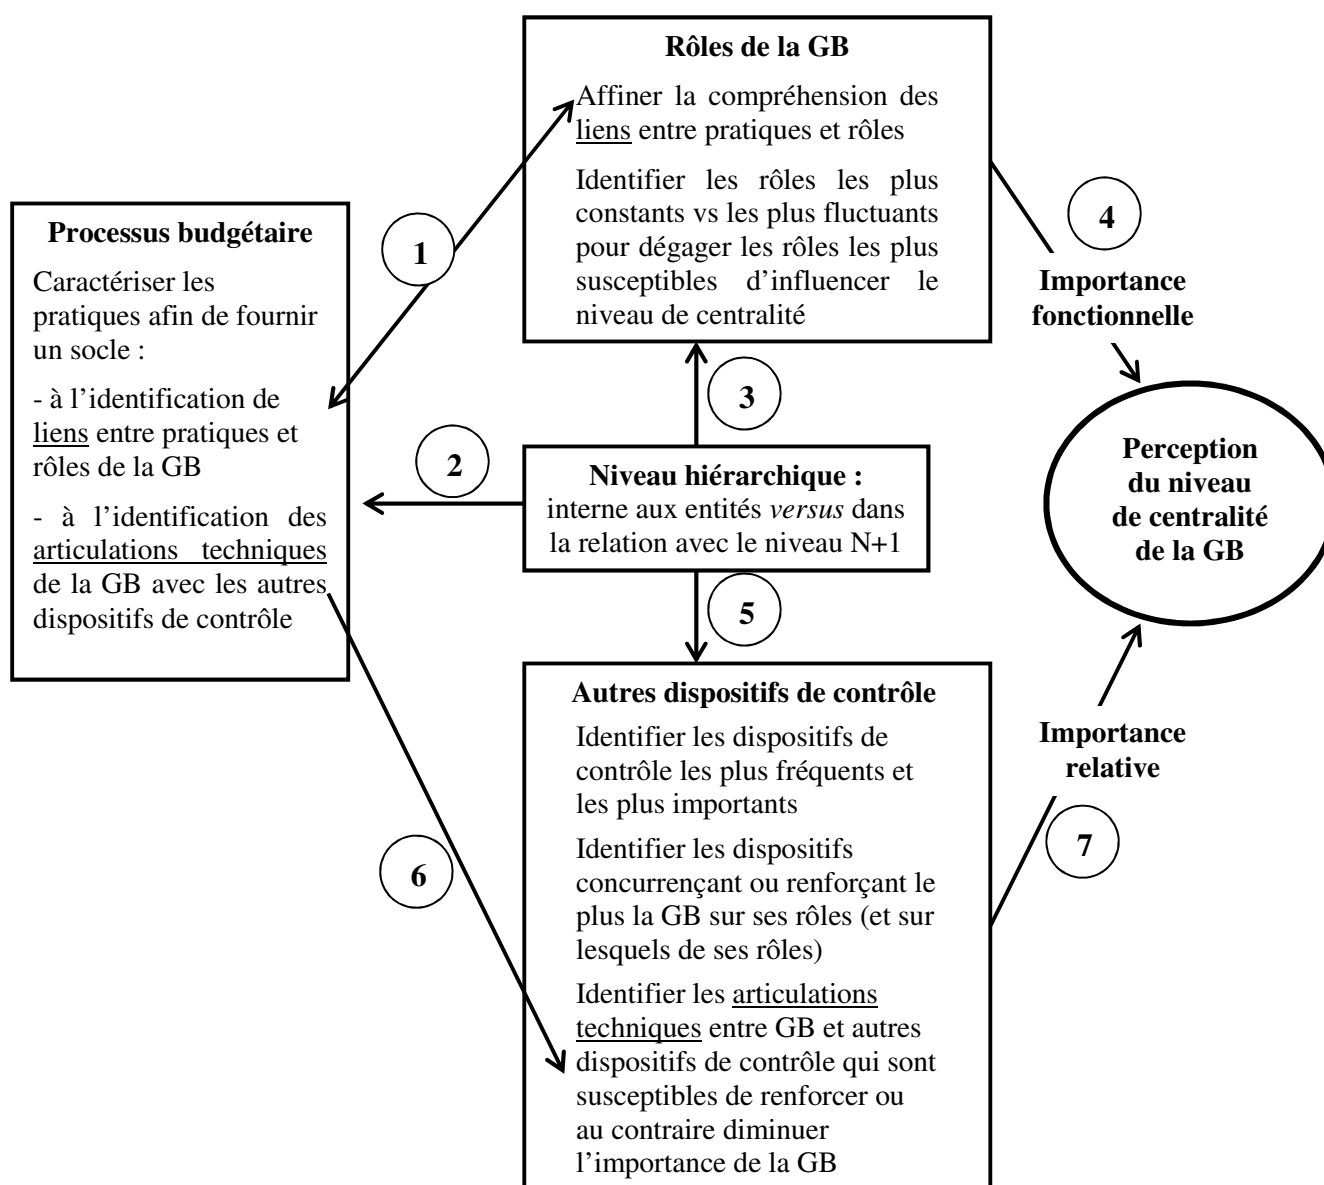 Rôles de la GB
Affiner la compréhension des
liens entre pratiques et rôles
Identifier les rôles les plus
constants vs les plus fluctuants
pour dégager les rôles les plus
susceptibles d’influencer le
niveau de centralité
Processus budgétaire
Caractériser les
pratiques afin de fournir
un socle :
- à l’identification de
liens entre pratiques et
rôles de la GB
- à l’identification des
articulations techniques
de la GB avec les autres
dispositifs de contrôle
1
4
Importance
fonctionnelle
3
2
Niveau hiérarchique :
interne aux entités versus dans
la relation avec le niveau N+1
Perception
du niveau
de centralité
de la GB
5
Autres dispositifs de contrôle
Identifier les dispositifs de
contrôle les plus fréquents et
les plus importants
Identifier les dispositifs
concurrençant ou renforçant le
plus la GB sur ses rôles (et sur
lesquels de ses rôles)
Identifier les articulations
techniques entre GB et autres
dispositifs de contrôle qui sont
susceptibles de renforcer ou
au contraire diminuer
l’importance de la GB
Importance
relative
6
7